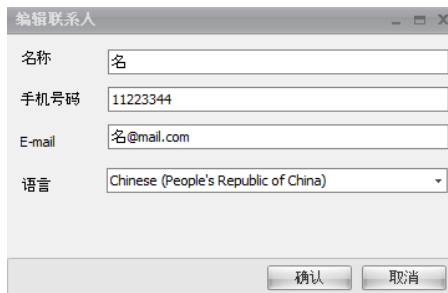 编辑联系人
名称 名
手机号码 11223344
E-mail 名@mail.com
语言 Chinese (People's Republic of China)
确认 取消